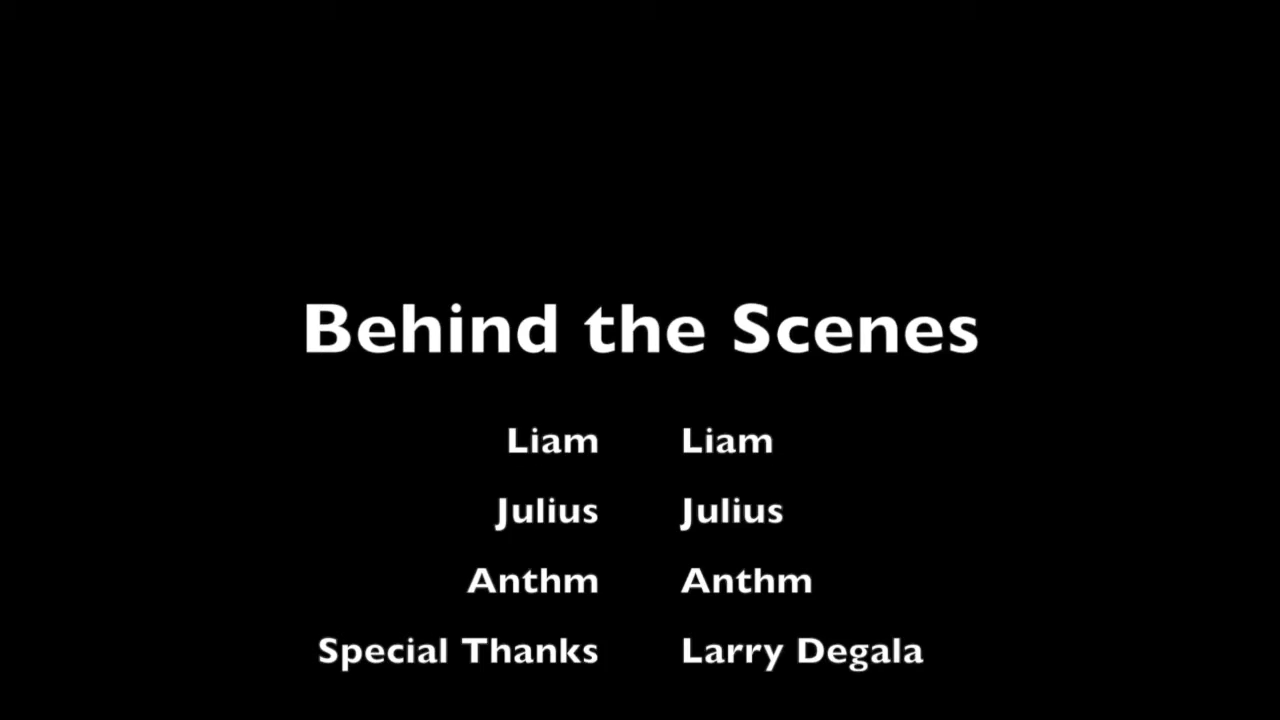 Behind the Scenes
Liam Liam
Julius Julius
Anthm Anthm
Special Thanks Larry Degala